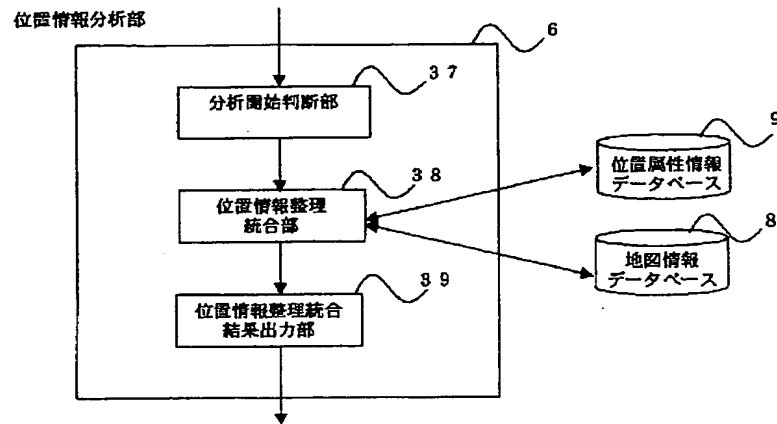 位置情報分析部
6
37
分析開始判断部
38
位置情報整理
統合部
39
位置情報整理統合
結果出力部
9
位置属性情報
データベース
8
地図情報
データベース